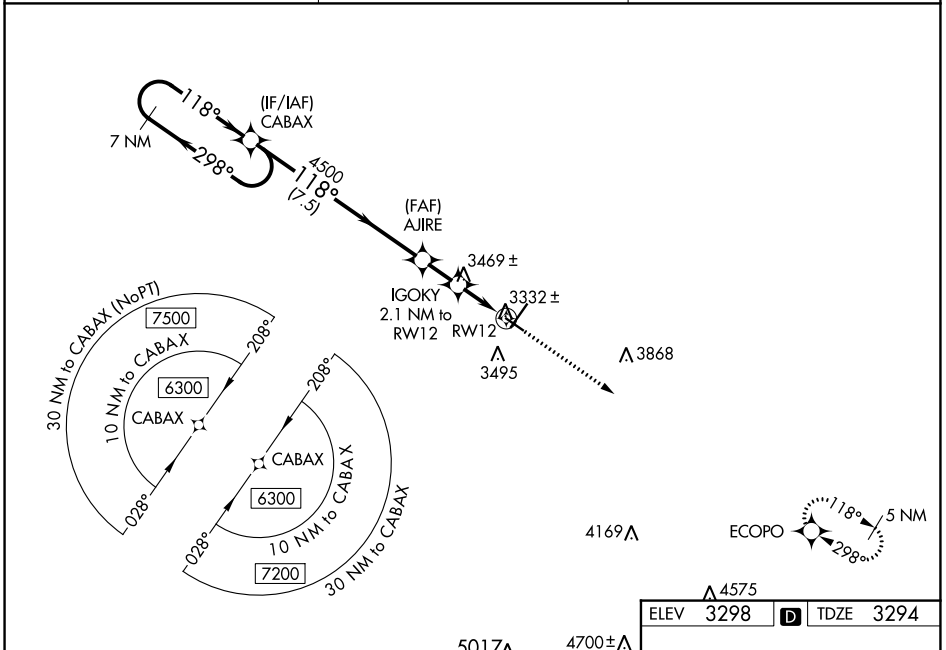 118°
(IF/IAF)
CABAX
7 NM
298°
4500
118°
(7.5)
(FAF)
AJIRE
3469 ±
IGOKY
2.1 NM to
RW12
RW12
3332 ±
3495
3868
30 NM to CABAX (NoPT)
7500
10 NM to CABAX
6300
CABAX
208°
028°
208°
CABAX
6300
10 NM to CABAX
7200
30 NM to CABAX
028°
4169
ECOPO
118°
5 NM
298°
4575
ELEV 3298 D TDZE 3294
5017
4700±